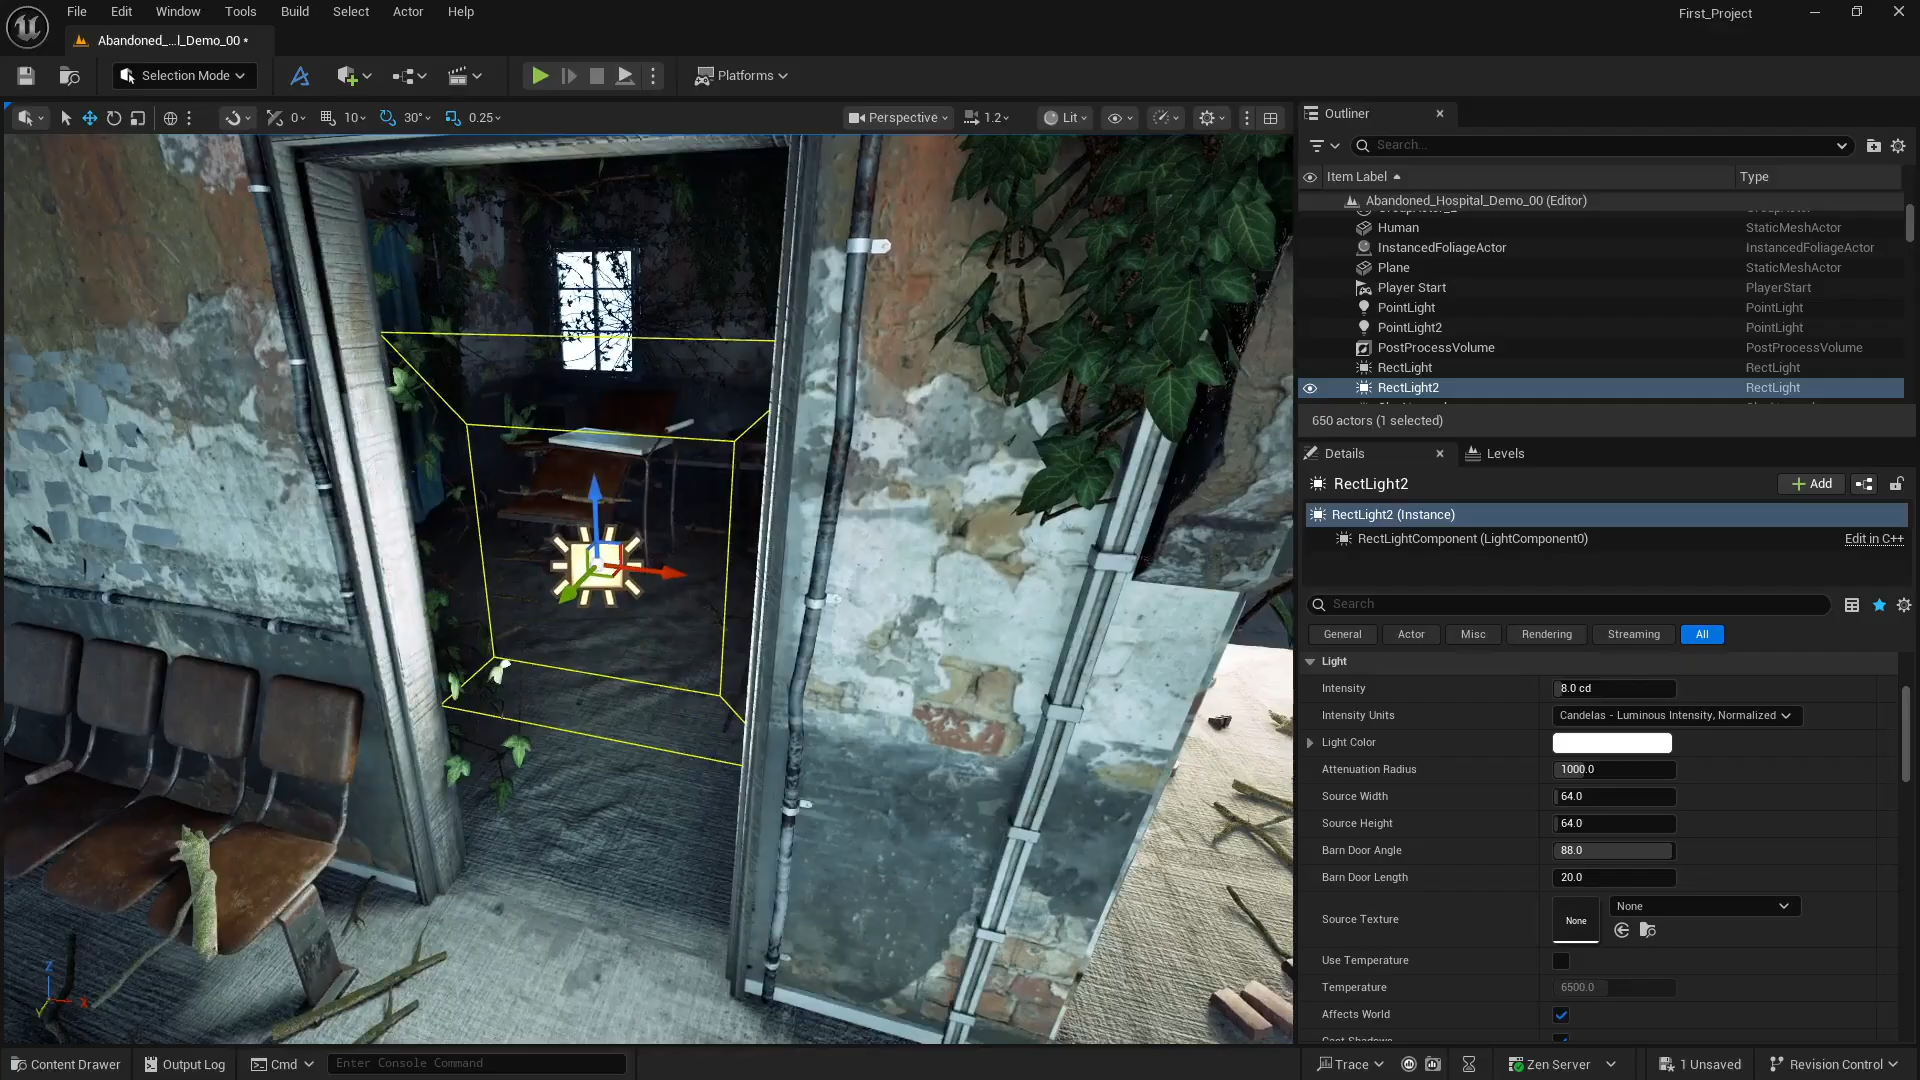 File Edit Window Tools Build Select Actor Help
First_Project
Abandoned_...l_Demo_00 *
Selection Mode
Platforms
0 10 30° 0.25
Perspective 1.2 Lit
Outliner
Search...
Item Label Type
Abandoned_Hospital_Demo_00 (Editor)
Human StaticMeshActor
InstancedFoliageActor InstancedFoliageActor
Plane StaticMeshActor
Player Start PlayerStart
PointLight PointLight
PointLight2 PointLight
PostProcessVolume PostProcessVolume
RectLight RectLight
RectLight2 RectLight
650 actors (1 selected)
Details Levels
RectLight2
Add
RectLight2 (Instance)
RectLightComponent (LightComponent0) Edit in C++
Search
General Actor Misc Rendering Streaming All
Light
Intensity 8.0 cd
Intensity Units Candelas - Luminous Intensity, Normalized
Light Color
Attenuation Radius 1000.0
Source Width 64.0
Source Height 64.0
Barn Door Angle 88.0
Barn Door Length 20.0
Source Texture None None
Use Temperature
Temperature 6500.0
Affects World
Z
X
Y
Content Drawer Output Log Cmd Enter Console Command
Trace Zen Server 1 Unsaved Revision Control